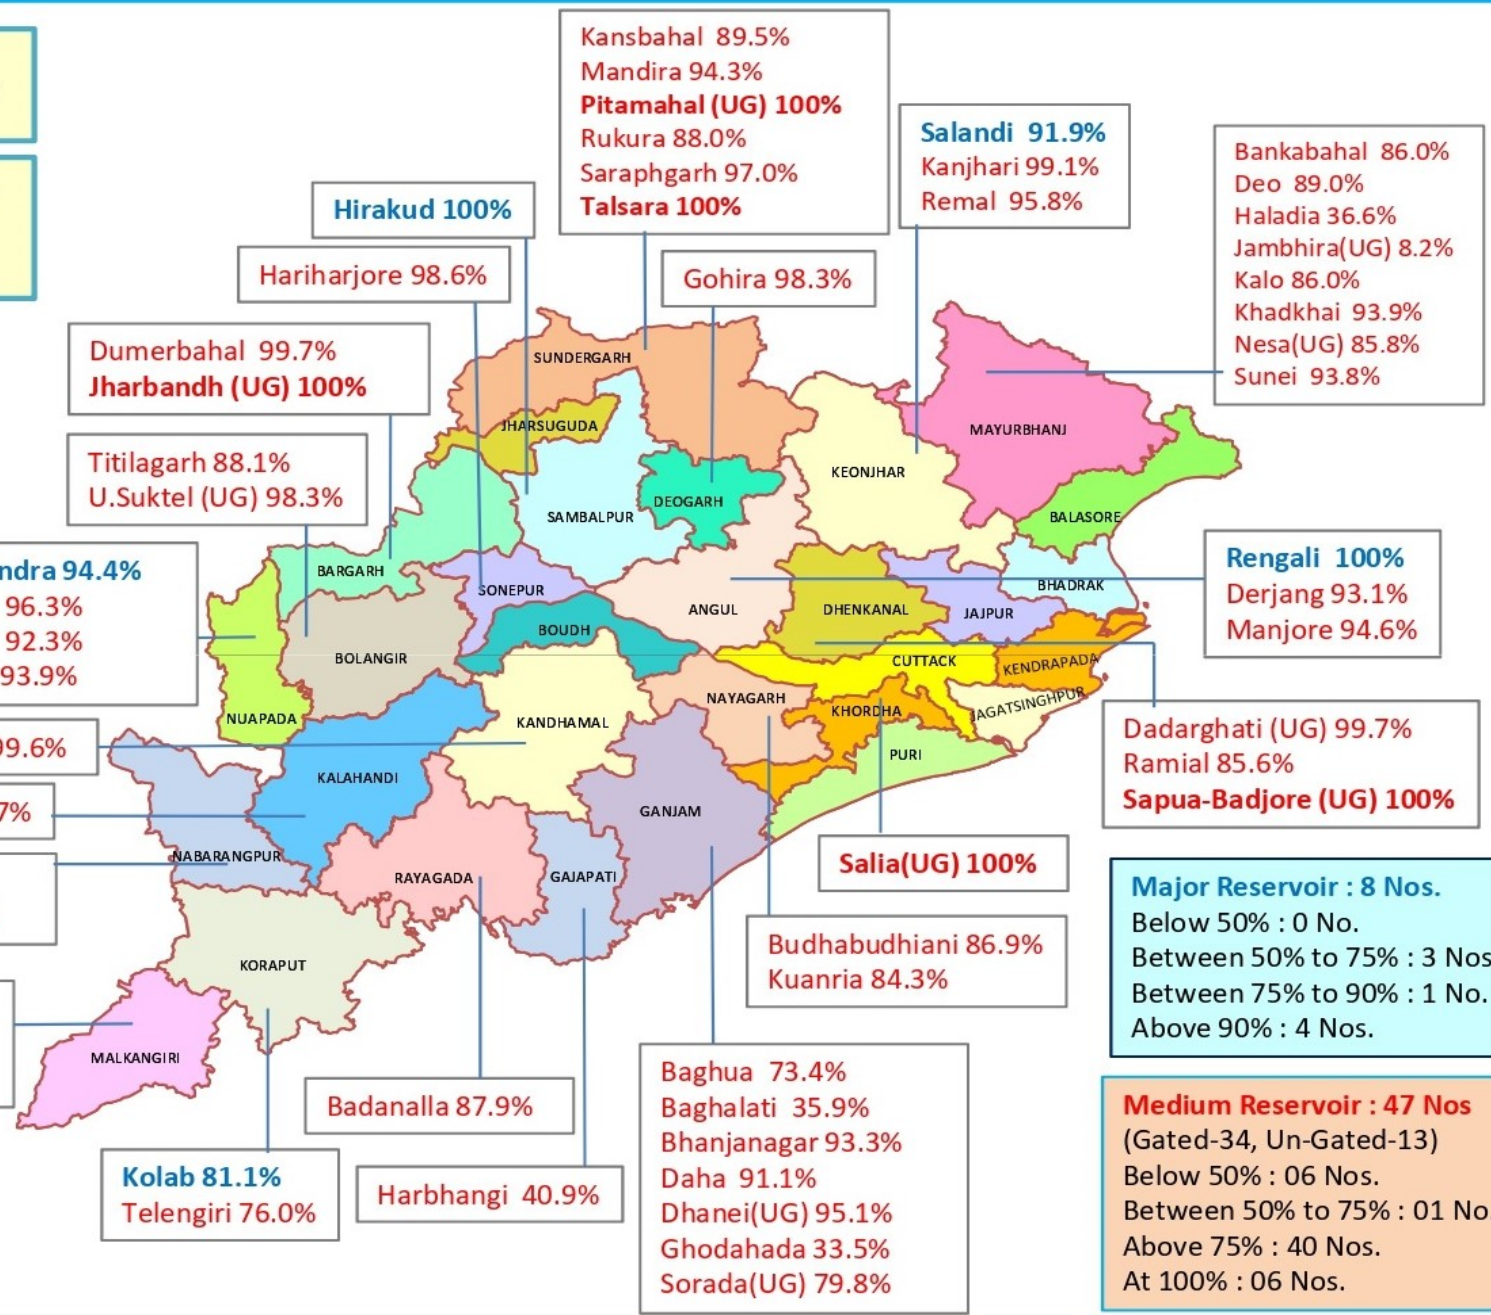 Kansbahal 89.5%
Mandira 94.3%
Pitamahal (UG) 100%
Rukura 88.0%
Saraphgarh 97.0%
Talsara 100%
Salandi 91.9%
Kanjhari 99.1%
Remal 95.8%
Bankabahal 86.0%
Deo 89.0%
Haladia 36.6%
Jambhira(UG) 8.2%
Kalo 86.0%
Khadkhai 93.9%
Nesa(UG) 85.8%
Sunei 93.8%
Hirakud 100%
Hariharjore 98.6%
Gohira 98.3%
Dumerbahal 99.7%
Jharbandh (UG) 100%
Titilagarh 88.1%
U.Suktel (UG) 98.3%
ndra 94.4%
96.3%
92.3%
93.9%
99.6%
7%
SUNDERGARH
JHARSUGUDA
SAMBALPUR
DEOGARH
KEONJHAR
MAYURBHANJ
BALASORE
BHADRAK
BARGARH
SONEPUR
ANGUL
DHENKANAL
JAJPUR
BOUDH
BOLANGIR
CUTTACK
KENDRAPADA
JAGATSINGHPUR
NUAPADA
KANDHAMAL
NAYAGARH
KHORDHA
PURI
KALAHANDI
GANJAM
NABARANGPUR
RAYAGADA
GAJAPATI
KORAPUT
MALKANGIRI
Rengali 100%
Derjang 93.1%
Manjore 94.6%
Dadarghati (UG) 99.7%
Ramial 85.6%
Sapua-Badjore (UG) 100%
Salia(UG) 100%
Budhabudhiani 86.9%
Kuanria 84.3%
Badanalla 87.9%
Kolab 81.1%
Telengiri 76.0%
Harbhangi 40.9%
Baghua 73.4%
Baghalati 35.9%
Bhanjanagar 93.3%
Daha 91.1%
Dhanei(UG) 95.1%
Ghodahada 33.5%
Sorada(UG) 79.8%
Major Reservoir : 8 Nos.
Below 50% : 0 No.
Between 50% to 75% : 3 Nos
Between 75% to 90% : 1 No.
Above 90% : 4 Nos.
Medium Reservoir : 47 Nos
(Gated-34, Un-Gated-13)
Below 50% : 06 Nos.
Between 50% to 75% : 01 No
Above 75% : 40 Nos.
At 100% : 06 Nos.